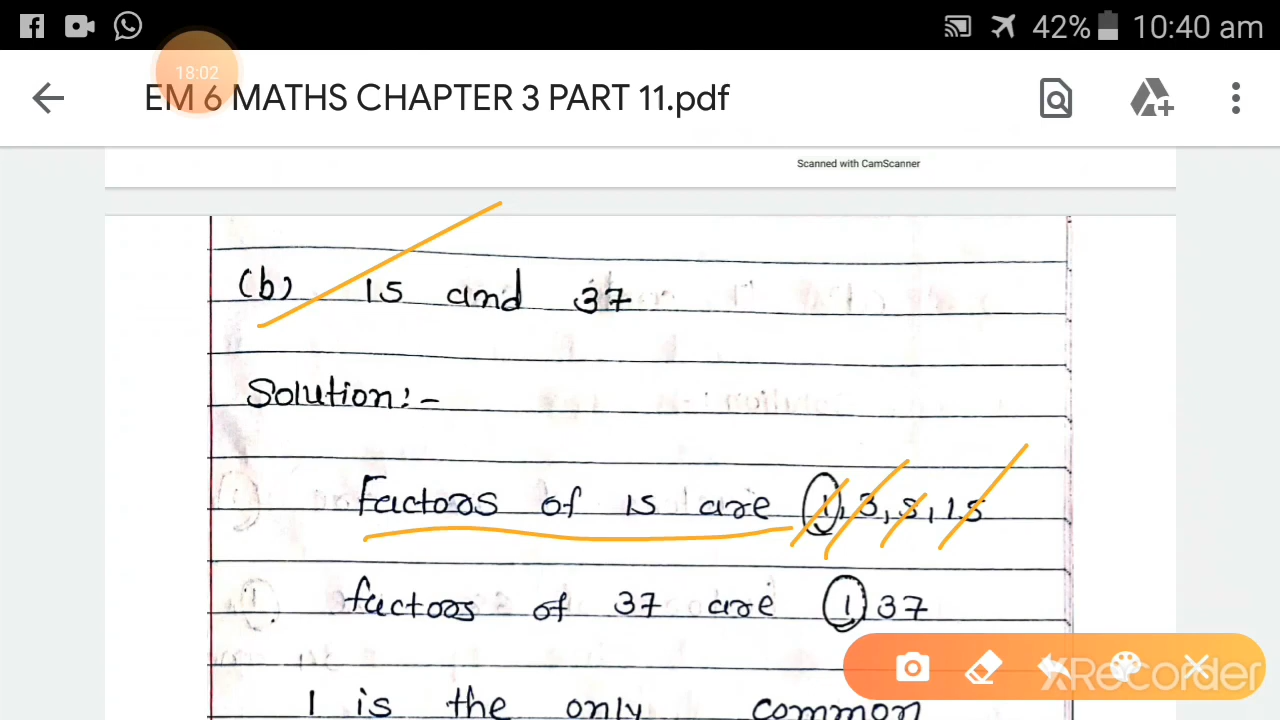 42% 10:40 am
18:02
EM 6 MATHS CHAPTER 3 PART 11.pdf
Scanned with CamScanner
(b) 15 and 37
Solution:-
Factors of 15 are 1, 3, 5, 15
factors of 37 are 1 37
1 is the only common
XRecorder